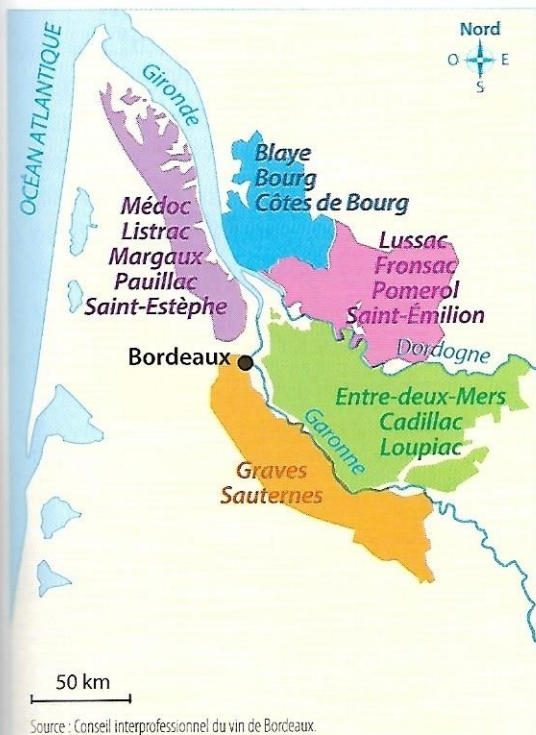 OCÉAN ATLANTIQUE
Gironde
Nord
O
E
S
Blaye
Bourg
Côtes de Bourg
Médoc
Listrac
Margaux
Pauillac
Saint-Estèphe
Lussac
Fronsac
Pomerol
Saint-Émilion
Dordogne
Bordeaux
Entre-deux-Mers
Cadillac
Loupiac
Garonne
Graves
Sauternes
50 km
Source : Conseil interprofessionnel du vin de Bordeaux.